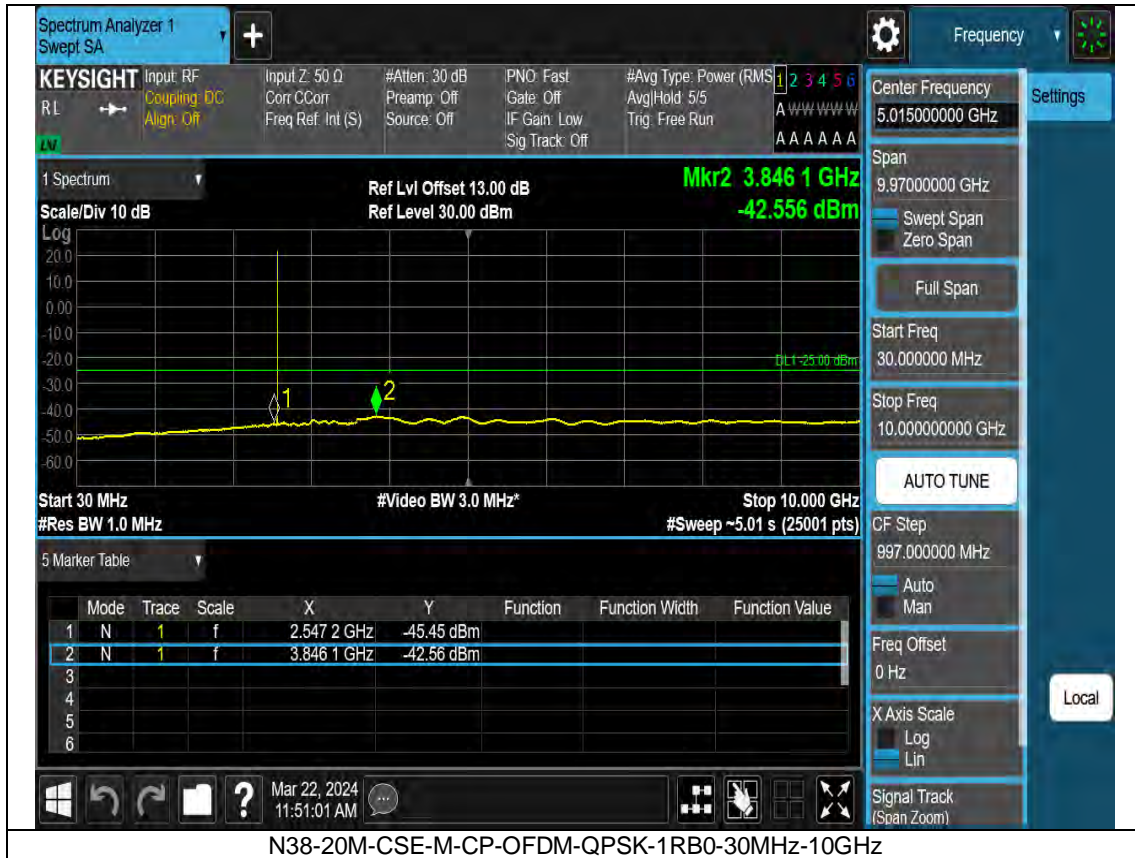 Spectrum Analyzer 1
Swept SA
+
Frequency
KEYSIGHT
RL
LXI
Input: RF
Coupling: DC
Align: Off
Input Z: 50 Ω
Corr CCorr
Freq Ref: Int (S)
#Atten: 30 dB
Preamp: Off
Source: Off
PNO: Fast
Gate: Off
IF Gain: Low
Sig Track: Off
#Avg Type: Power (RMS
Avg|Hold: 5/5
Trig: Free Run
1 2 3 4 5 6
A W W W W W
A A A A A A
Center Frequency
5.015000000 GHz
Settings
1 Spectrum
Scale/Div 10 dB
Ref Lvl Offset 13.00 dB
Ref Level 30.00 dBm
Mkr2 3.846 1 GHz
-42.556 dBm
Span
9.97000000 GHz
Swept Span
Zero Span
Full Span
Log
20.0
10.0
0.00
-10.0
-20.0
-30.0
-40.0
-50.0
-60.0
DL1 -25.00 dBm
1
2
Start Freq
30.000000 MHz
Stop Freq
10.000000000 GHz
AUTO TUNE
Start 30 MHz
#Video BW 3.0 MHz*
Stop 10.000 GHz
#Res BW 1.0 MHz
#Sweep ~5.01 s (25001 pts)
CF Step
997.000000 MHz
Auto
Man
5 Marker Table
Mode Trace Scale X Y Function Function Width Function Value
1 N 1 f 2.547 2 GHz -45.45 dBm
2 N 1 f 3.846 1 GHz -42.56 dBm
3
4
5
6
Freq Offset
0 Hz
Local
X Axis Scale
Log
Lin
Signal Track
(Span Zoom)
?
Mar 22, 2024
11:51:01 AM
N38-20M-CSE-M-CP-OFDM-QPSK-1RB0-30MHz-10GHz